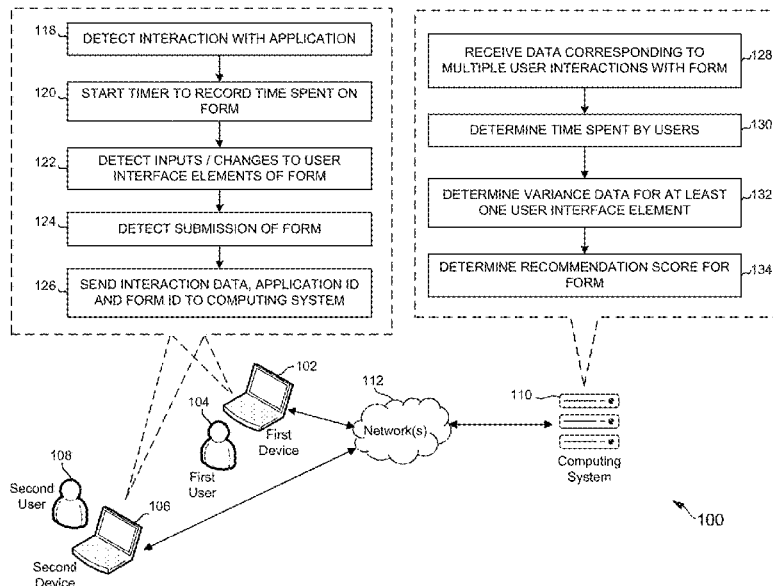 118
DETECT INTERACTION WITH APPLICATION
120
START TIMER TO RECORD TIME SPENT ON
FORM
122
DETECT INPUTS / CHANGES TO USER
INTERFACE ELEMENTS OF FORM
124
DETECT SUBMISSION OF FORM
126
SEND INTERACTION DATA, APPLICATION ID
AND FORM ID TO COMPUTING SYSTEM
RECEIVE DATA CORRESPONDING TO
MULTIPLE USER INTERACTIONS WITH FORM
128
DETERMINE TIME SPENT BY USERS
130
DETERMINE VARIANCE DATA FOR AT LEAST
ONE USER INTERFACE ELEMENT
132
DETERMINE RECOMMENDATION SCORE FOR
FORM
134
102
104
First
Device
First
User
112
Network(s)
110
Computing
System
108
Second
User
106
Second
Device
100